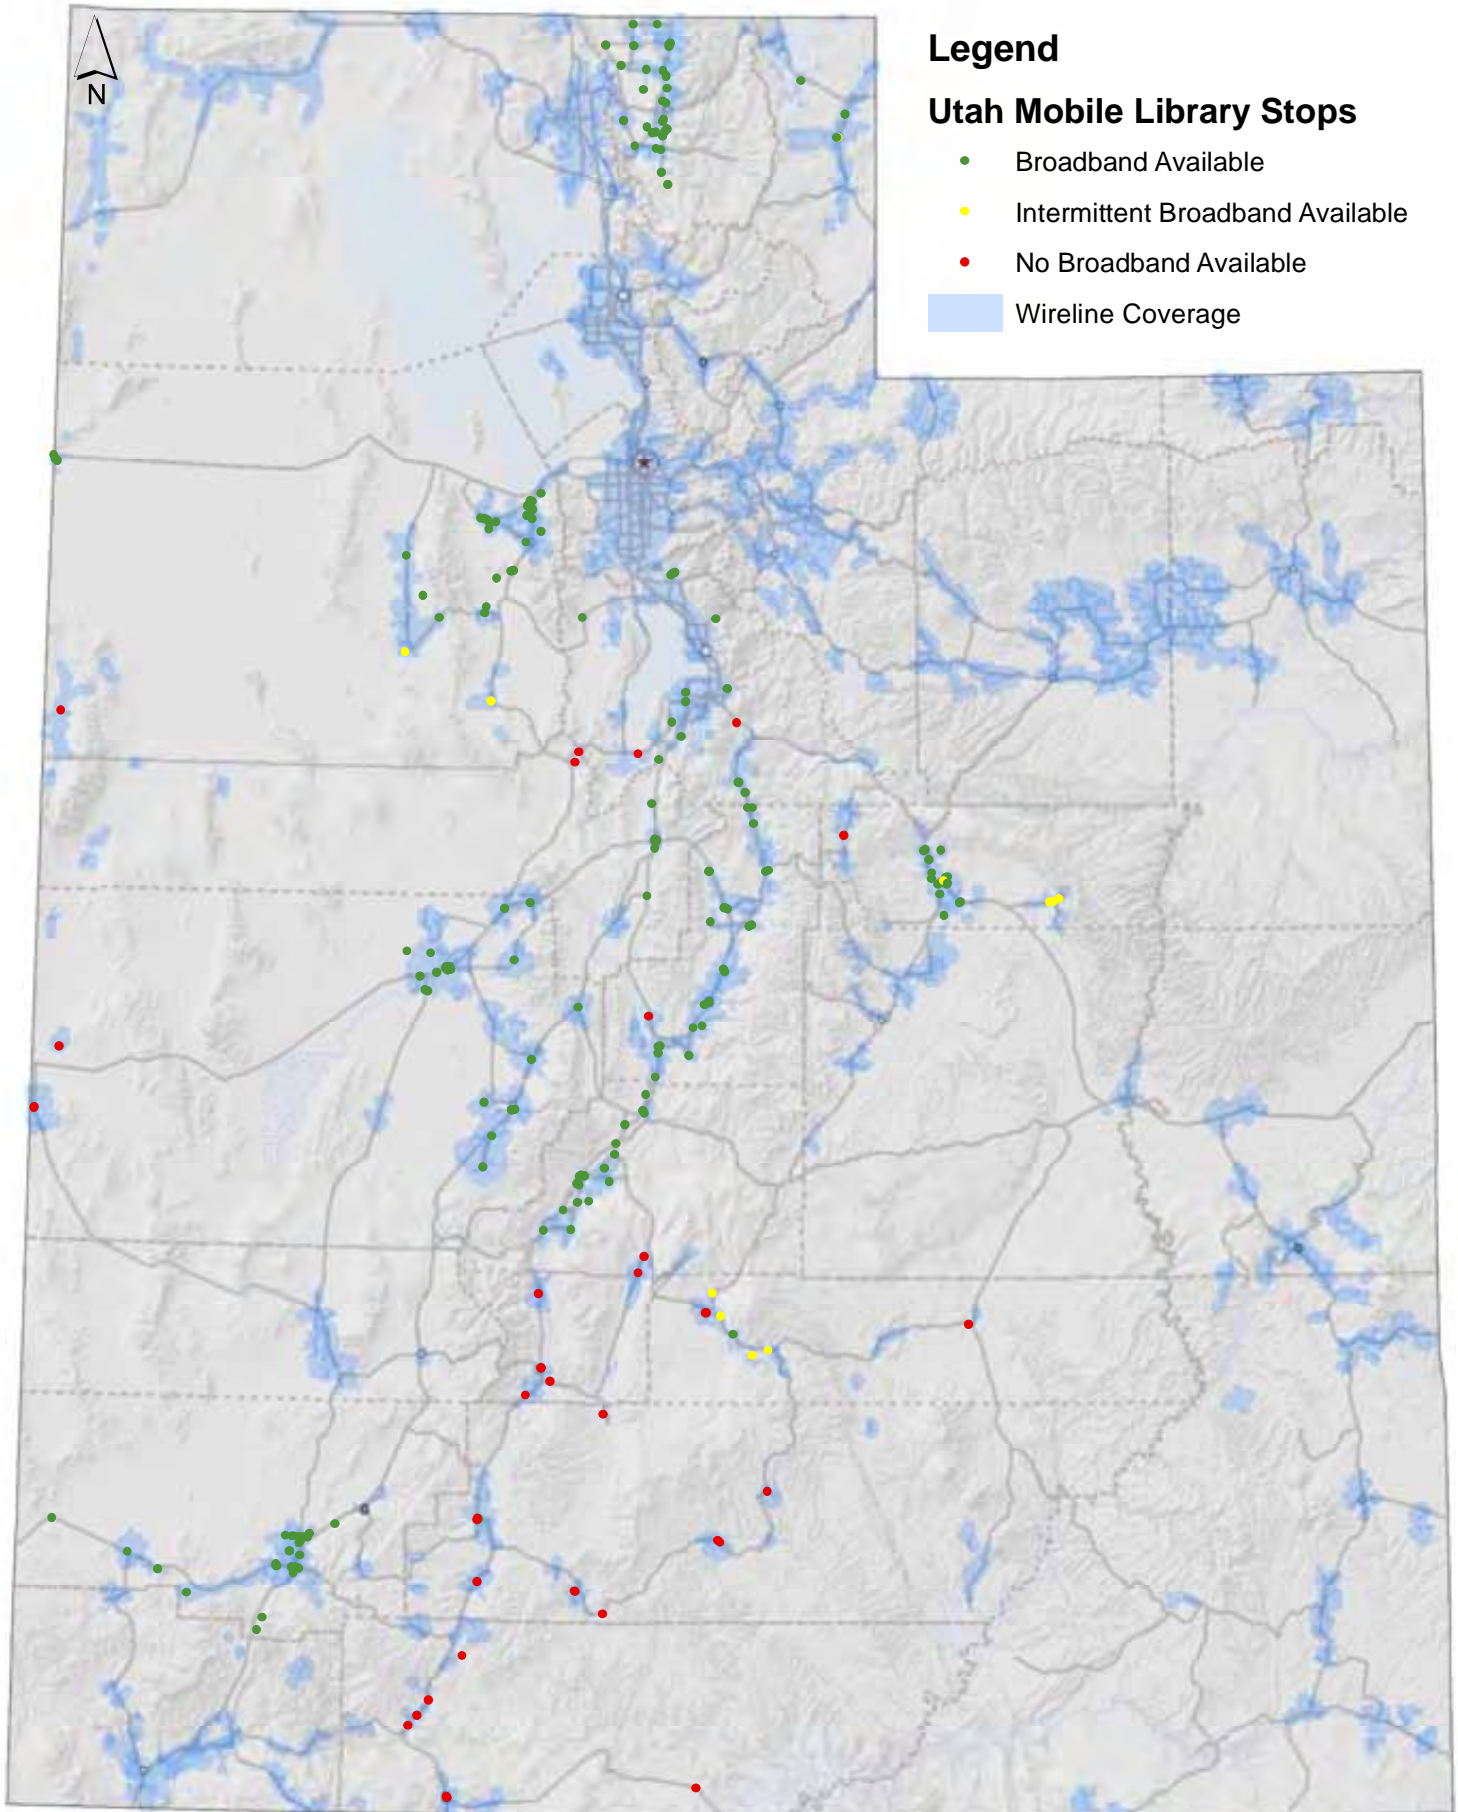 N
Legend
Utah Mobile Library Stops
Broadband Available
Intermittent Broadband Available
No Broadband Available
Wireline Coverage